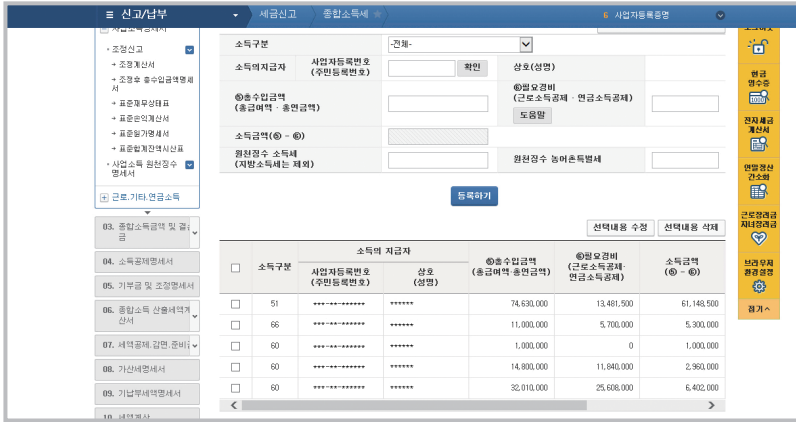 ≡ 신고/납부
세금신고 종합소득세
사업자등록증명
사업소득명세서
· 조정신고
+ 조정계산서
+ 조정후 총수입금액명세
서
+ 표준재무상태표
+ 표준손익계산서
+ 표준원가명세서
+ 표준합계잔액시산표
· 사업소득 원천징수
명세서
근로.기타.연금소득
03. 종합소득금액 및 결손
금
04. 소득공제명세서
05. 기부금 및 조정명세서
06. 종합소득 산출세액계
산서
07. 세액공제.감면.준비금
08. 가산세명세서
09. 기납부세액명세서
10. 세액계산
소득구분
-전체-
소득의지급자
사업자등록번호
(주민등록번호)
확인
상호(성명)
⑤총수입금액
(총급여액 · 총연금액)
⑥필요경비
(근로소득공제 · 연금소득공제)
도움말
소득금액(⑤ - ⑥)
원천징수 소득세
(지방소득세는 제외)
원천징수 농어촌특별세
등록하기
선택내용 수정 선택내용 삭제
소득구분
소득의 지급자
사업자등록번호
(주민등록번호)
상호
(성명)
⑤총수입금액
(총급여액·총연금액)
⑥필요경비
(근로소득공제·
연금소득공제)
소득금액
(⑤ - ⑥)
51 ***-**-****** ****** 74,630,000 13,481,500 61,148,500
66 ***-**-****** ****** 11,000,000 5,700,000 5,300,000
60 ***-**-****** ****** 1,000,000 0 1,000,000
60 ***-**-****** ****** 14,800,000 11,840,000 2,960,000
60 ***-**-****** ****** 32,010,000 25,608,000 6,402,000
현금
영수증
전자세금
계산서
연말정산
간소화
근로장려금
자녀장려금
브라우저
환경설정
접기^